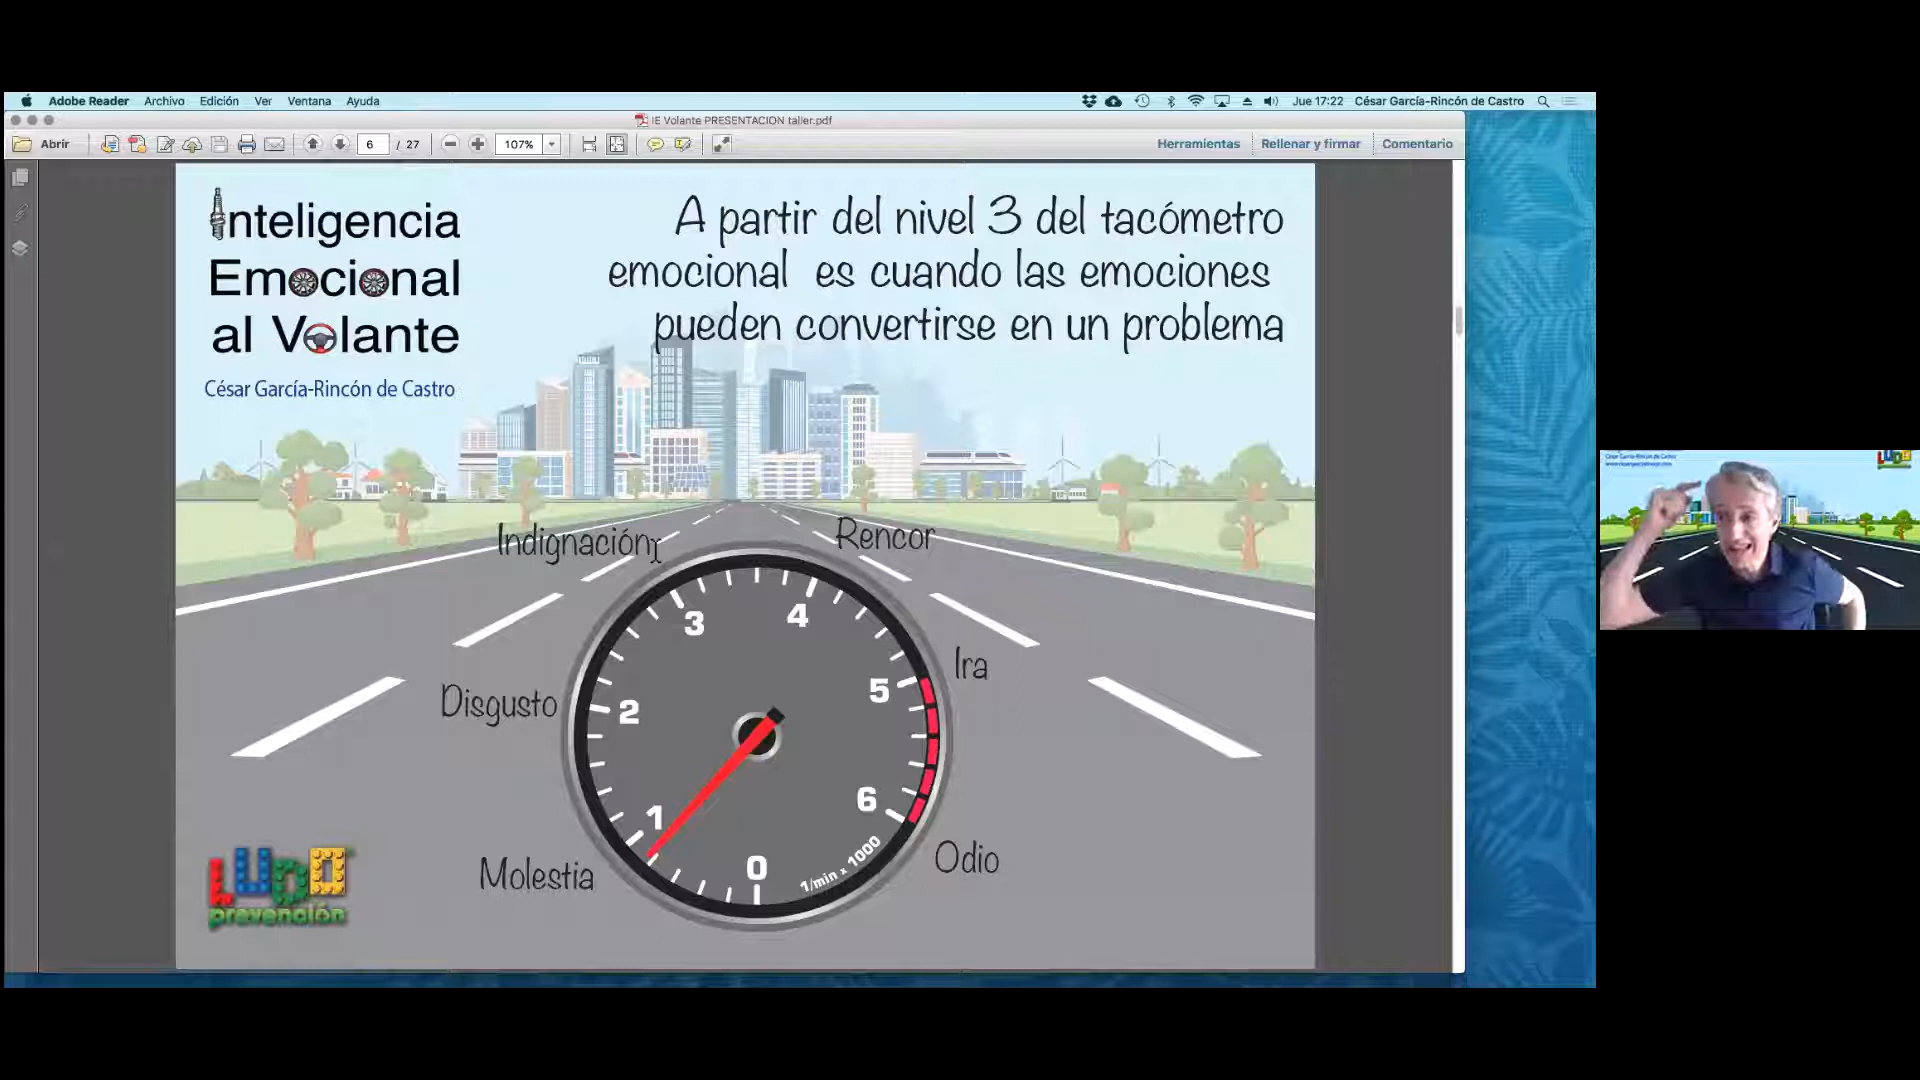 Adobe Reader Archivo Edición Ver Ventana Ayuda
Jue 17:22 César García-Rincón de Castro
IE Volante PRESENTACION taller.pdf
Abrir
6 / 27
107%
Herramientas Rellenar y firmar Comentario
Inteligencia
Emocional
al Volante
César García-Rincón de Castro
A partir del nivel 3 del tacómetro
emocional es cuando las emociones
pueden convertirse en un problema
Indignación
Rencor
Disgusto
Ira
Molestia
Odio
0
1
2
3
4
5
6
1/min x 1000
LUDO
prevención
LUDO